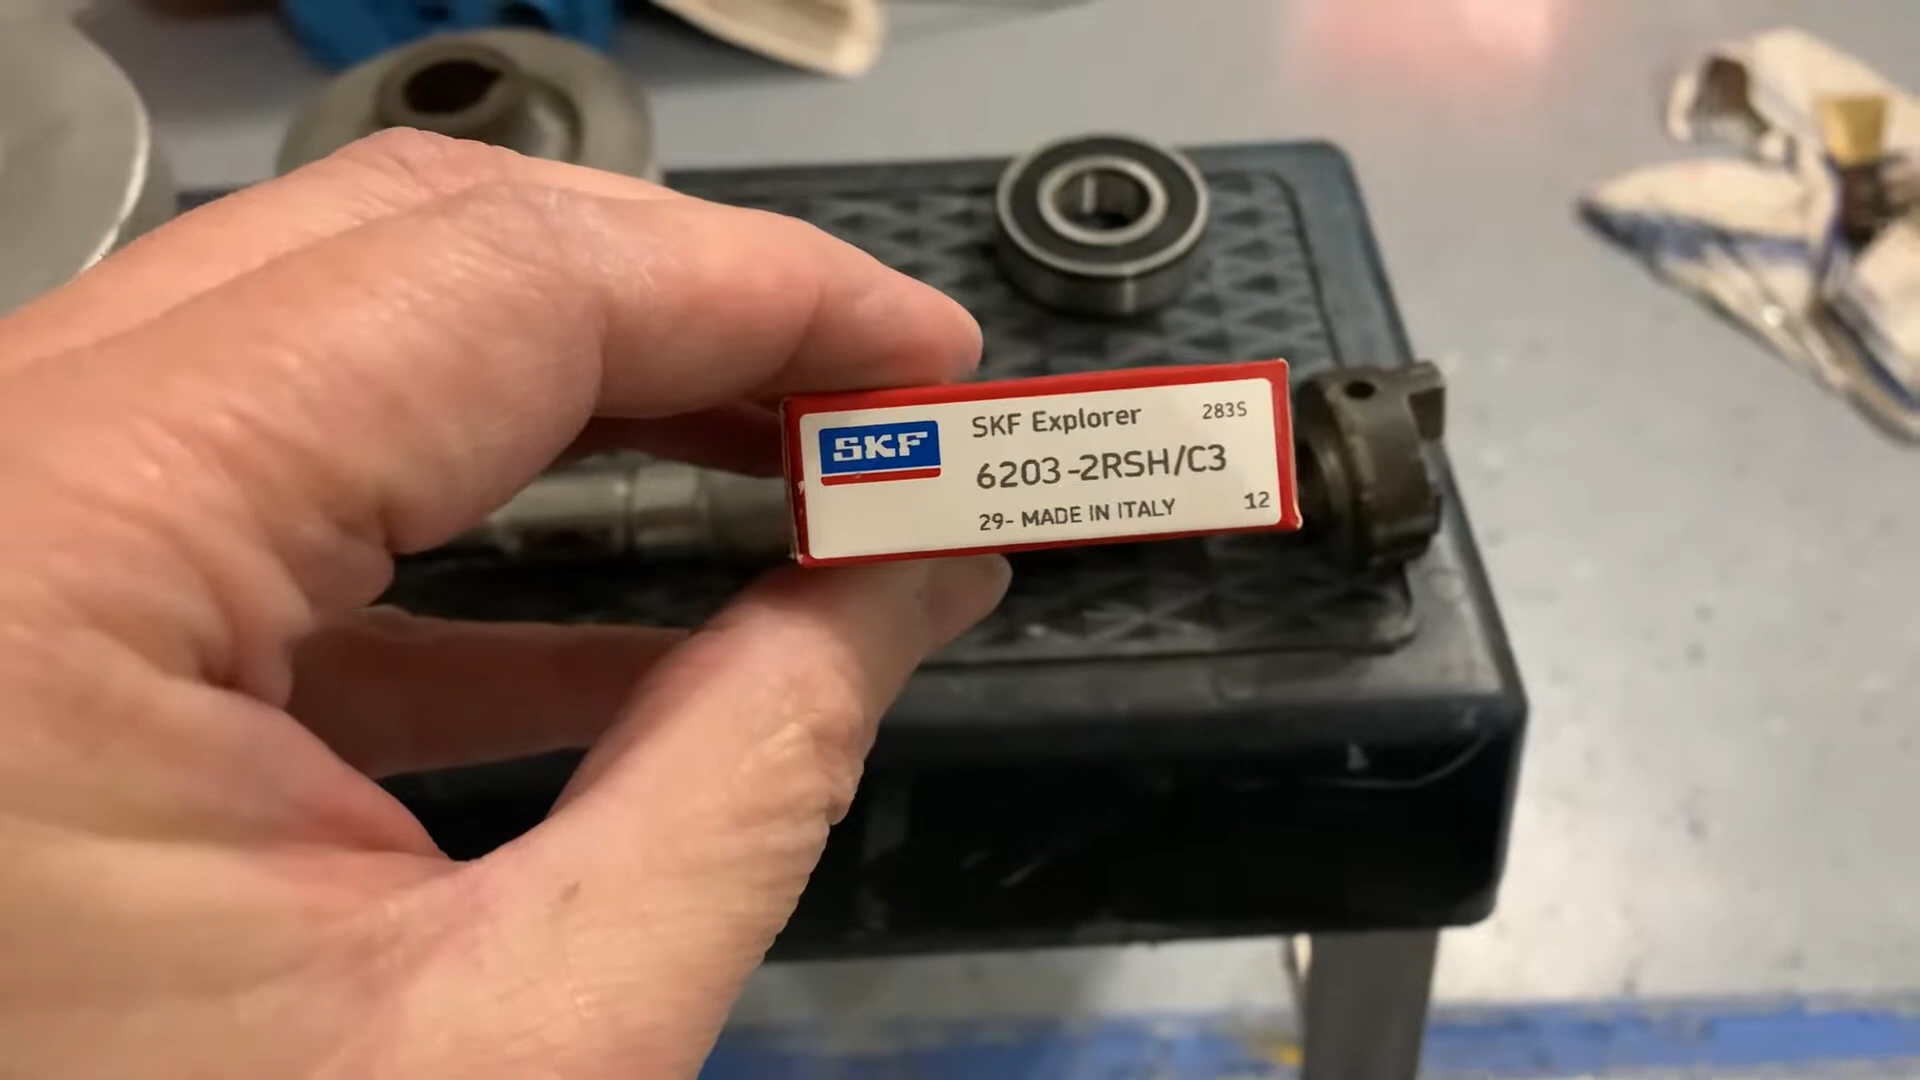 SKF
SKF Explorer 283S
6203-2RSH/C3
29- MADE IN ITALY 12